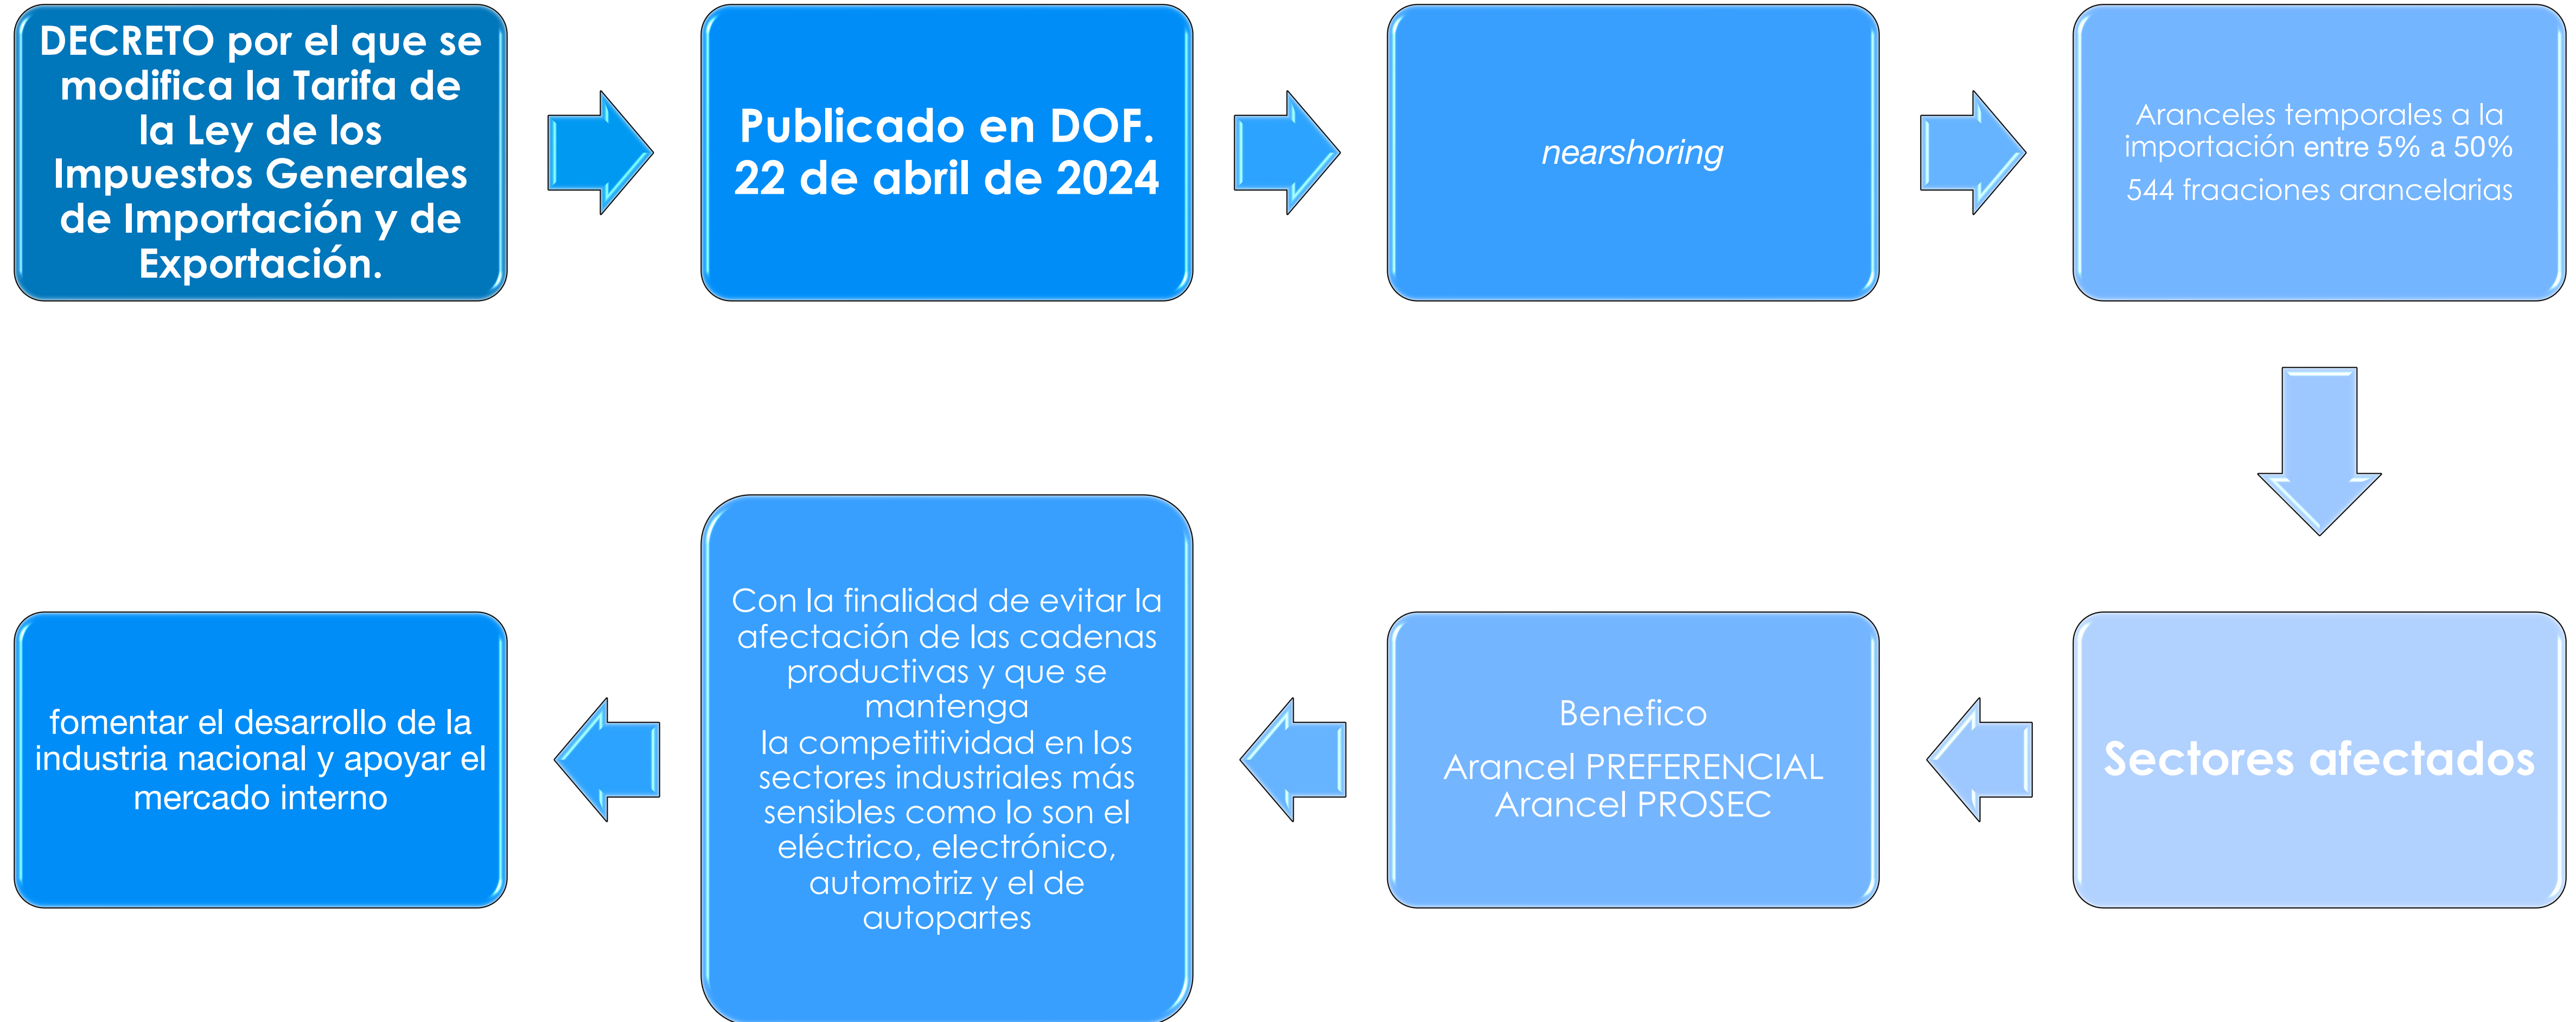 DECRETO por el que se
modifica la Tarifa de
la Ley de los
Impuestos Generales
de Importación y de
Exportación.
Publicado en DOF.
22 de abril de 2024
nearshoring
Aranceles temporales a la
importación entre 5% a 50%
544 fraaciones arancelarias
Sectores afectados
Benefico
Arancel PREFERENCIAL
Arancel PROSEC
Con la finalidad de evitar la
afectación de las cadenas
productivas y que se
mantenga
la competitividad en los
sectores industriales más
sensibles como lo son el
eléctrico, electrónico,
automotriz y el de
autopartes
fomentar el desarrollo de la
industria nacional y apoyar el
mercado interno